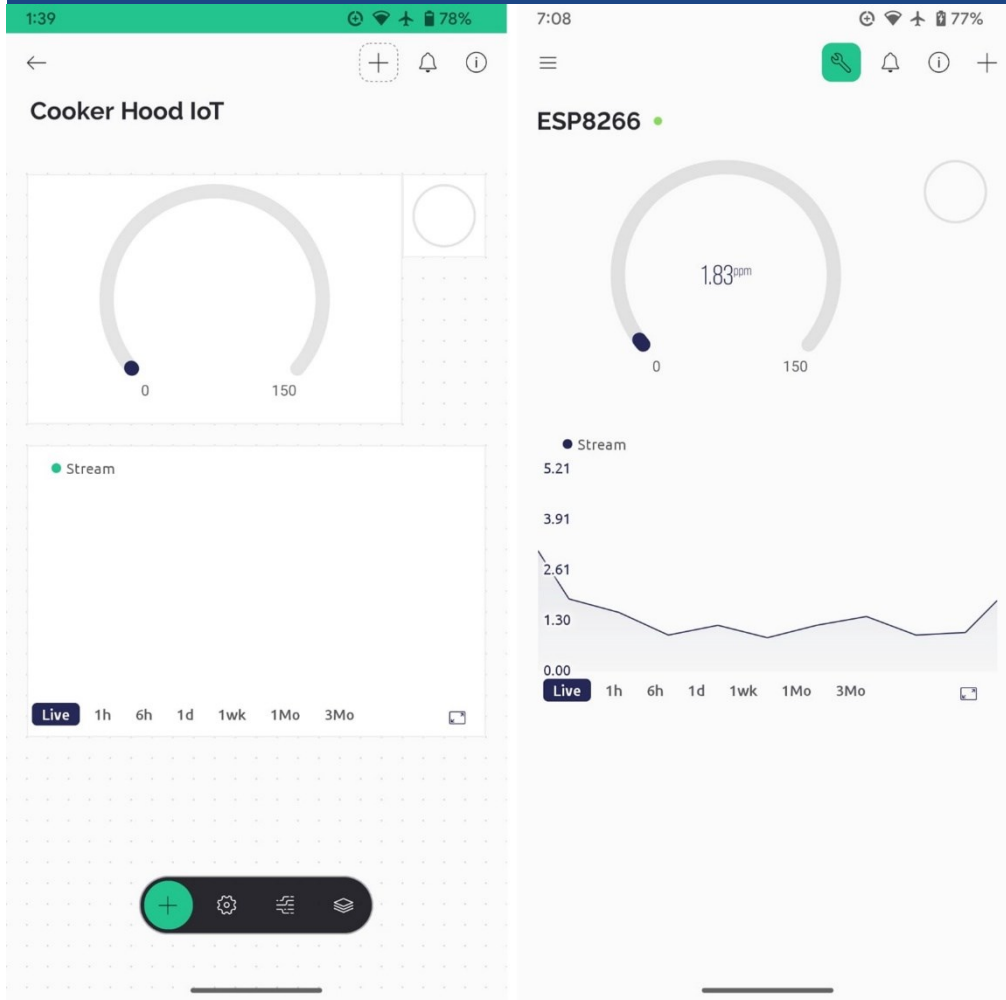 1:39
78%
Cooker Hood IoT
0
150
Stream
Live 1h 6h 1d 1wk 1Mo 3Mo
7:08
77%
ESP8266
1.83ppm
0
150
Stream
5.21
3.91
2.61
1.30
0.00
Live 1h 6h 1d 1wk 1Mo 3Mo